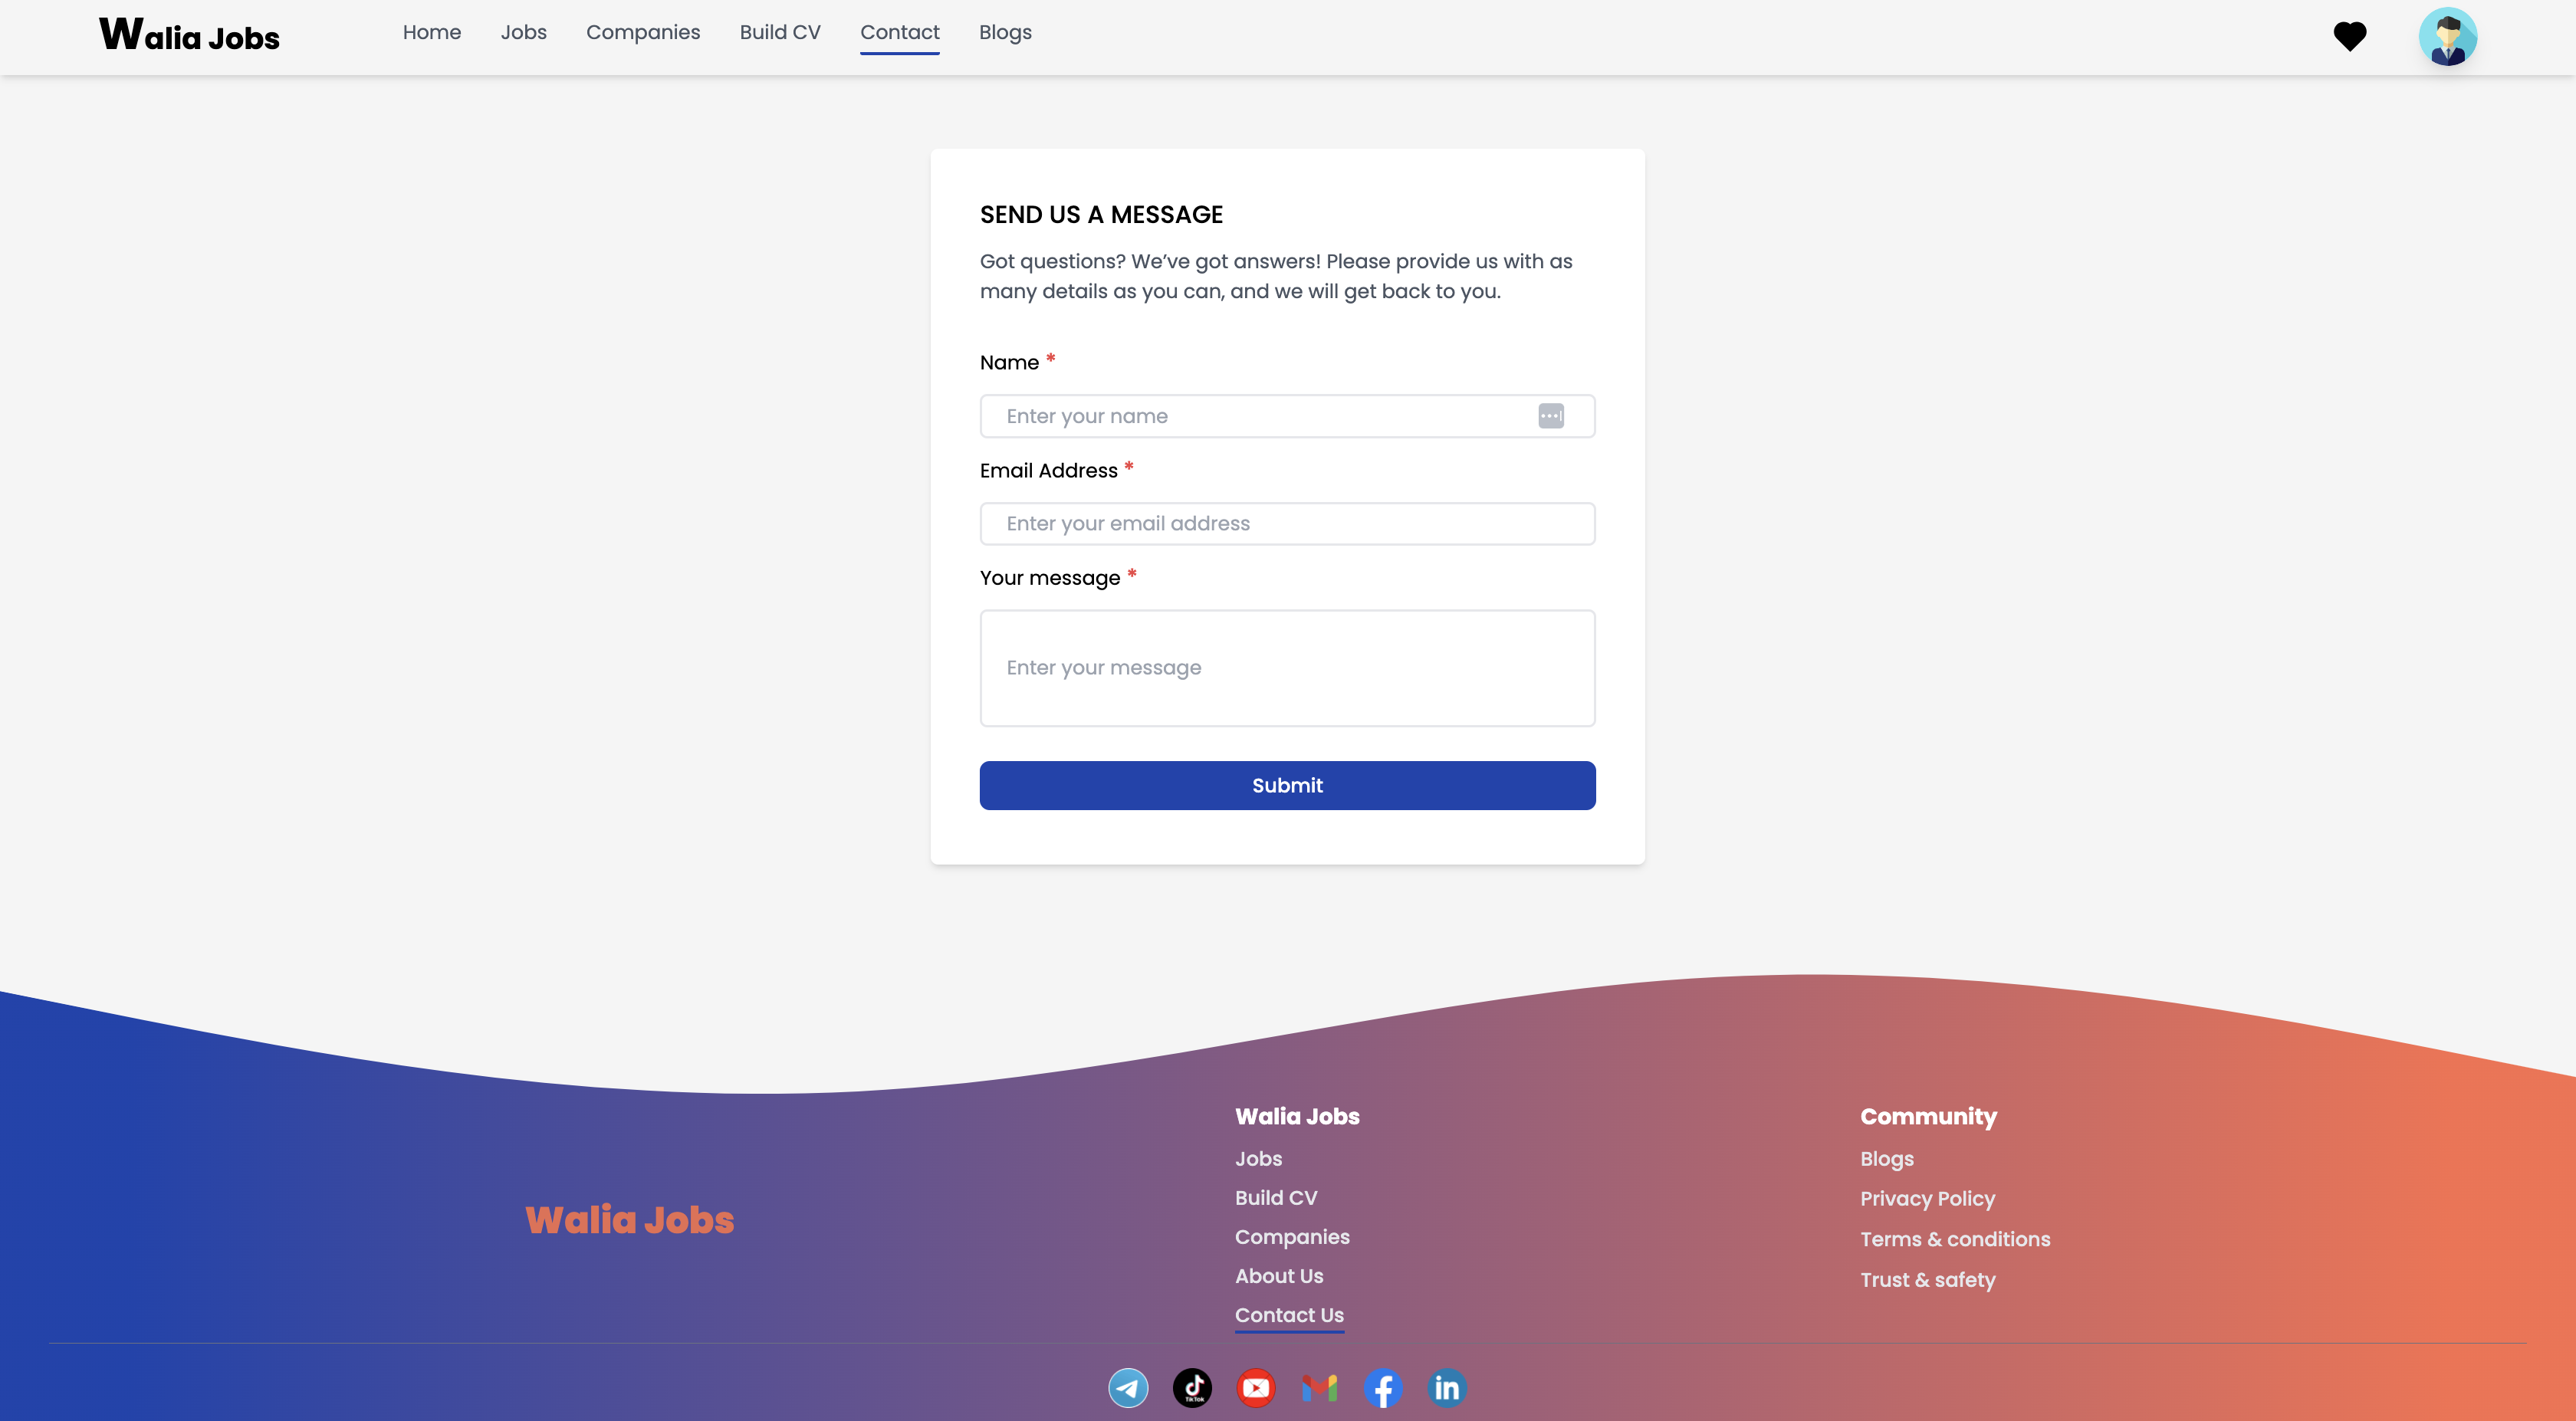 Walia Jobs
Home
Jobs
Companies
Build CV
Contact
Blogs
SEND US A MESSAGE
Got questions? We’ve got answers! Please provide us with as
many details as you can, and we will get back to you.
Name *
Enter your name
Email Address *
Enter your email address
Your message *
Enter your message
Submit
Walia Jobs
Walia Jobs
Jobs
Build CV
Companies
About Us
Contact Us
Community
Blogs
Privacy Policy
Terms & conditions
Trust & safety
TikTok
in